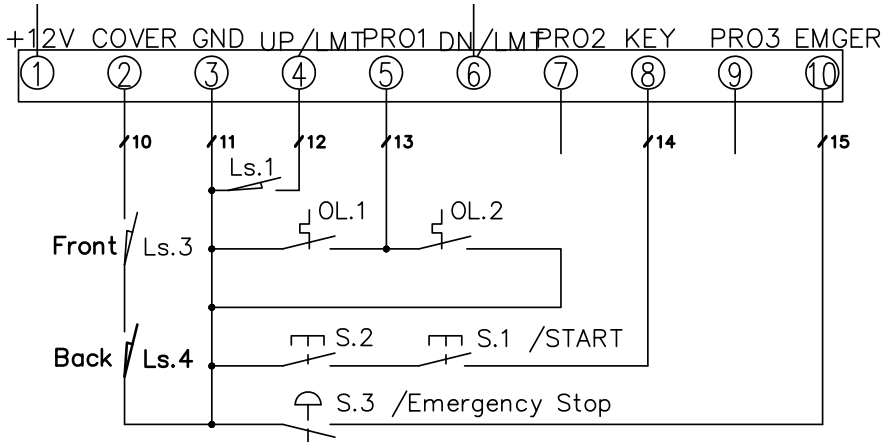 +12V COVER GND UP/LMT PRO1 DN/LMT PRO2 KEY PRO3 EMGER
1 2 3 4 5 6 7 8 9 10
10 11 12 13 14 15
Ls.1
OL.1 OL.2
Front Ls.3
S.2 S.1 /START
Back Ls.4
S.3 /Emergency Stop